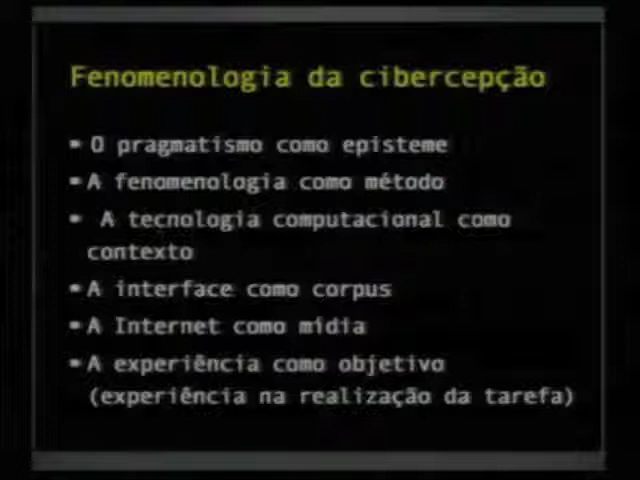 Fenomenologia da cibercepção
• O pragmatismo como episteme
• A fenomenologia como método
• A tecnologia computacional como
contexto
• A interface como corpus
• A Internet como mídia
• A experiência como objetivo
(experiência na realização da tarefa)